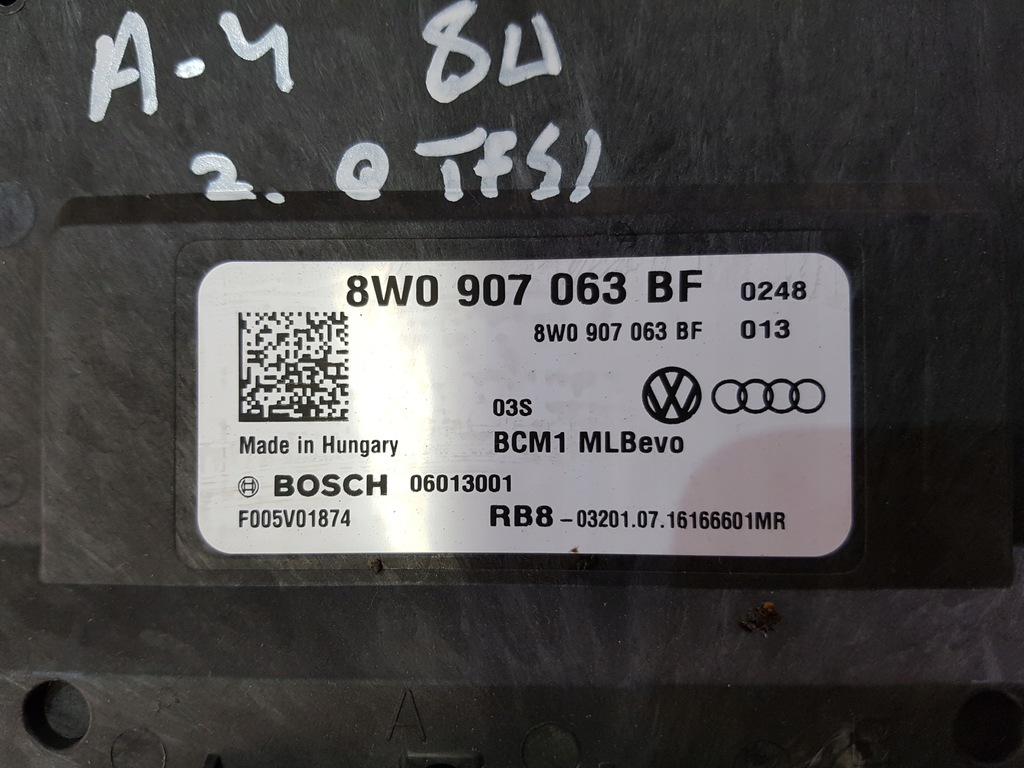 A-4 8W
2.0 TFSI
8W0 907 063 BF 0248
8W0 907 063 BF 013
03S
Made in Hungary BCM1 MLBevo
BOSCH 06013001
F005V01874 RB8-03201.07.16166601MR
A